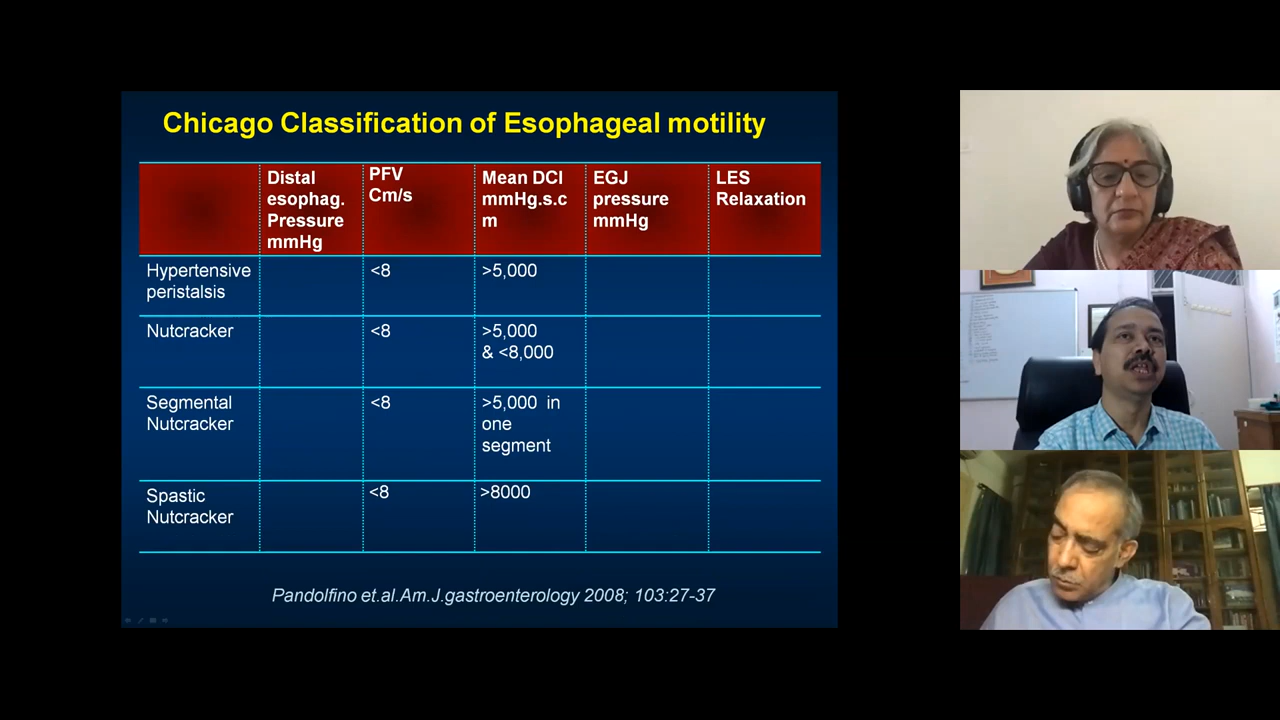 Chicago Classification of Esophageal motility
Distal
esophag.
Pressure
mmHg
PFV
Cm/s
Mean DCI
mmHg.s.c
m
EGJ
pressure
mmHg
LES
Relaxation
Hypertensive
peristalsis
<8
>5,000
Nutcracker
<8
>5,000
& <8,000
Segmental
Nutcracker
<8
>5,000 in
one
segment
Spastic
Nutcracker
<8
>8000
Pandolfino et.al.Am.J.gastroenterology 2008; 103:27-37